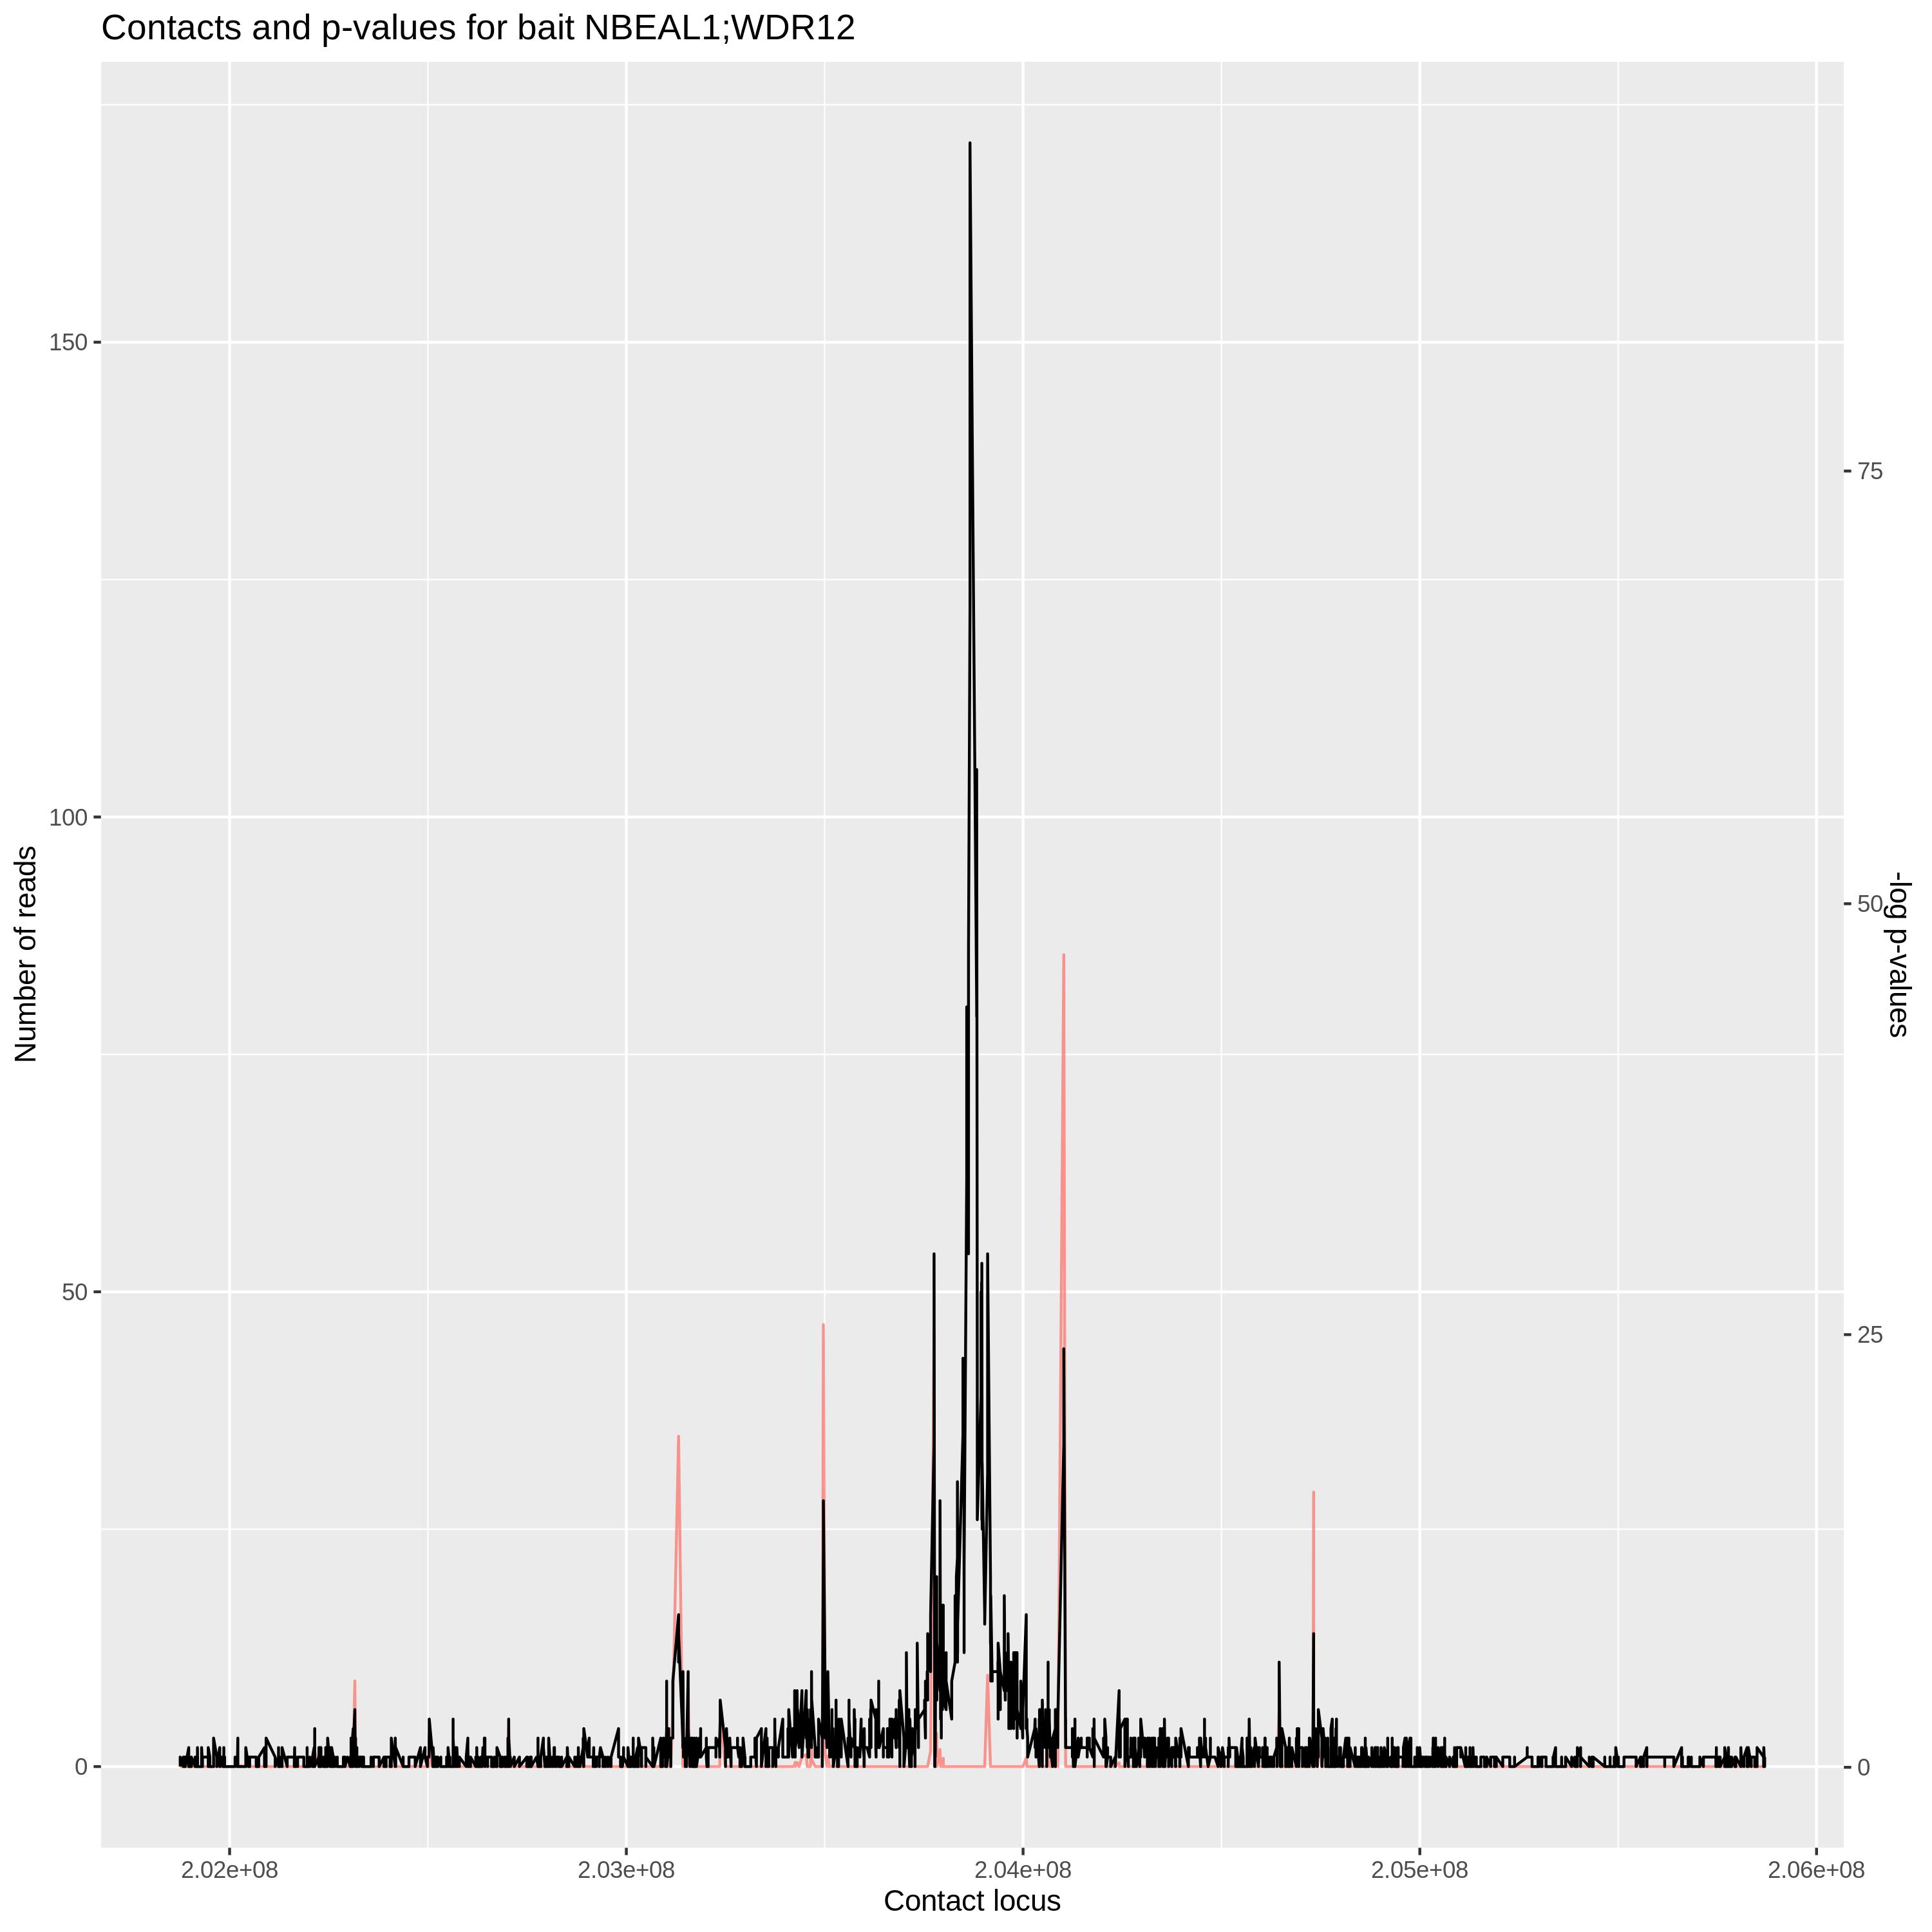 Contacts and p-values for bait NBEAL1;WDR12
150
100
50
0
Number of reads
75
50
25
0
-log p-values
2.02e+08
2.03e+08
2.04e+08
2.05e+08
2.06e+08
Contact locus